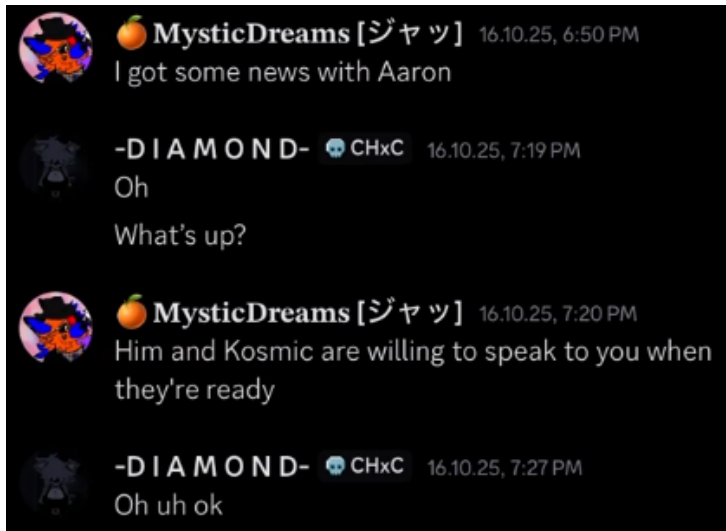 🍊 MysticDreams [ジャッ] 16.10.25, 6:50 PM
I got some news with Aaron
-D I A M O N D- 💀 CHxC 16.10.25, 7:19 PM
Oh
What's up?
🍊 MysticDreams [ジャッ] 16.10.25, 7:20 PM
Him and Kosmic are willing to speak to you when
they're ready
-D I A M O N D- 💀 CHxC 16.10.25, 7:27 PM
Oh uh ok